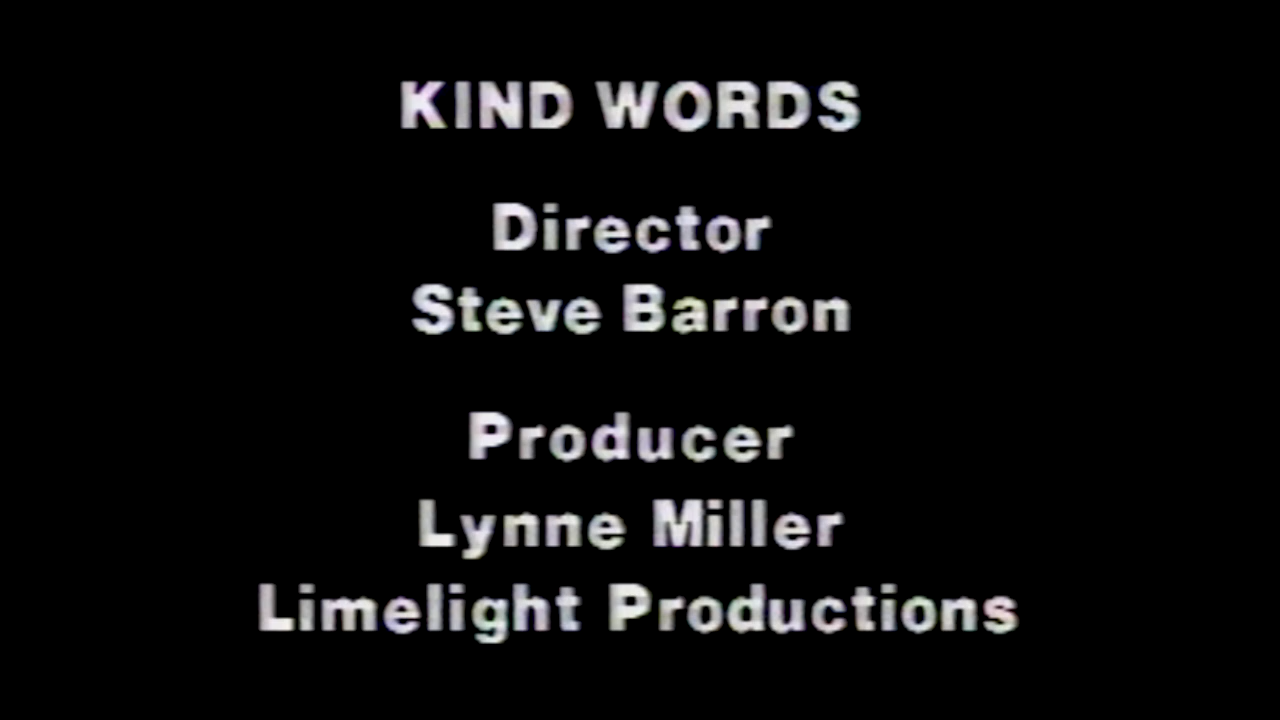 KIND WORDS
Director
Steve Barron
Producer
Lynne Miller
Limelight Productions